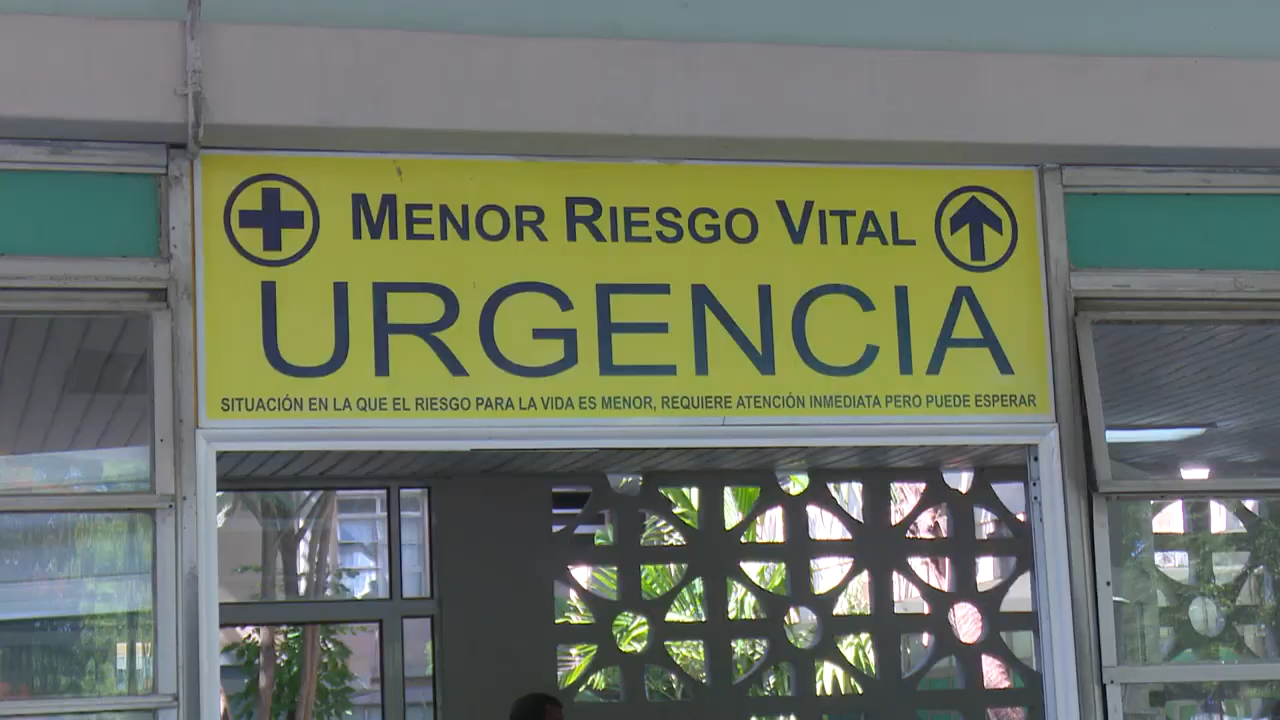 MENOR RIESGO VITAL
URGENCIA
SITUACIÓN EN LA QUE EL RIESGO PARA LA VIDA ES MENOR, REQUIERE ATENCIÓN INMEDIATA PERO PUEDE ESPERAR